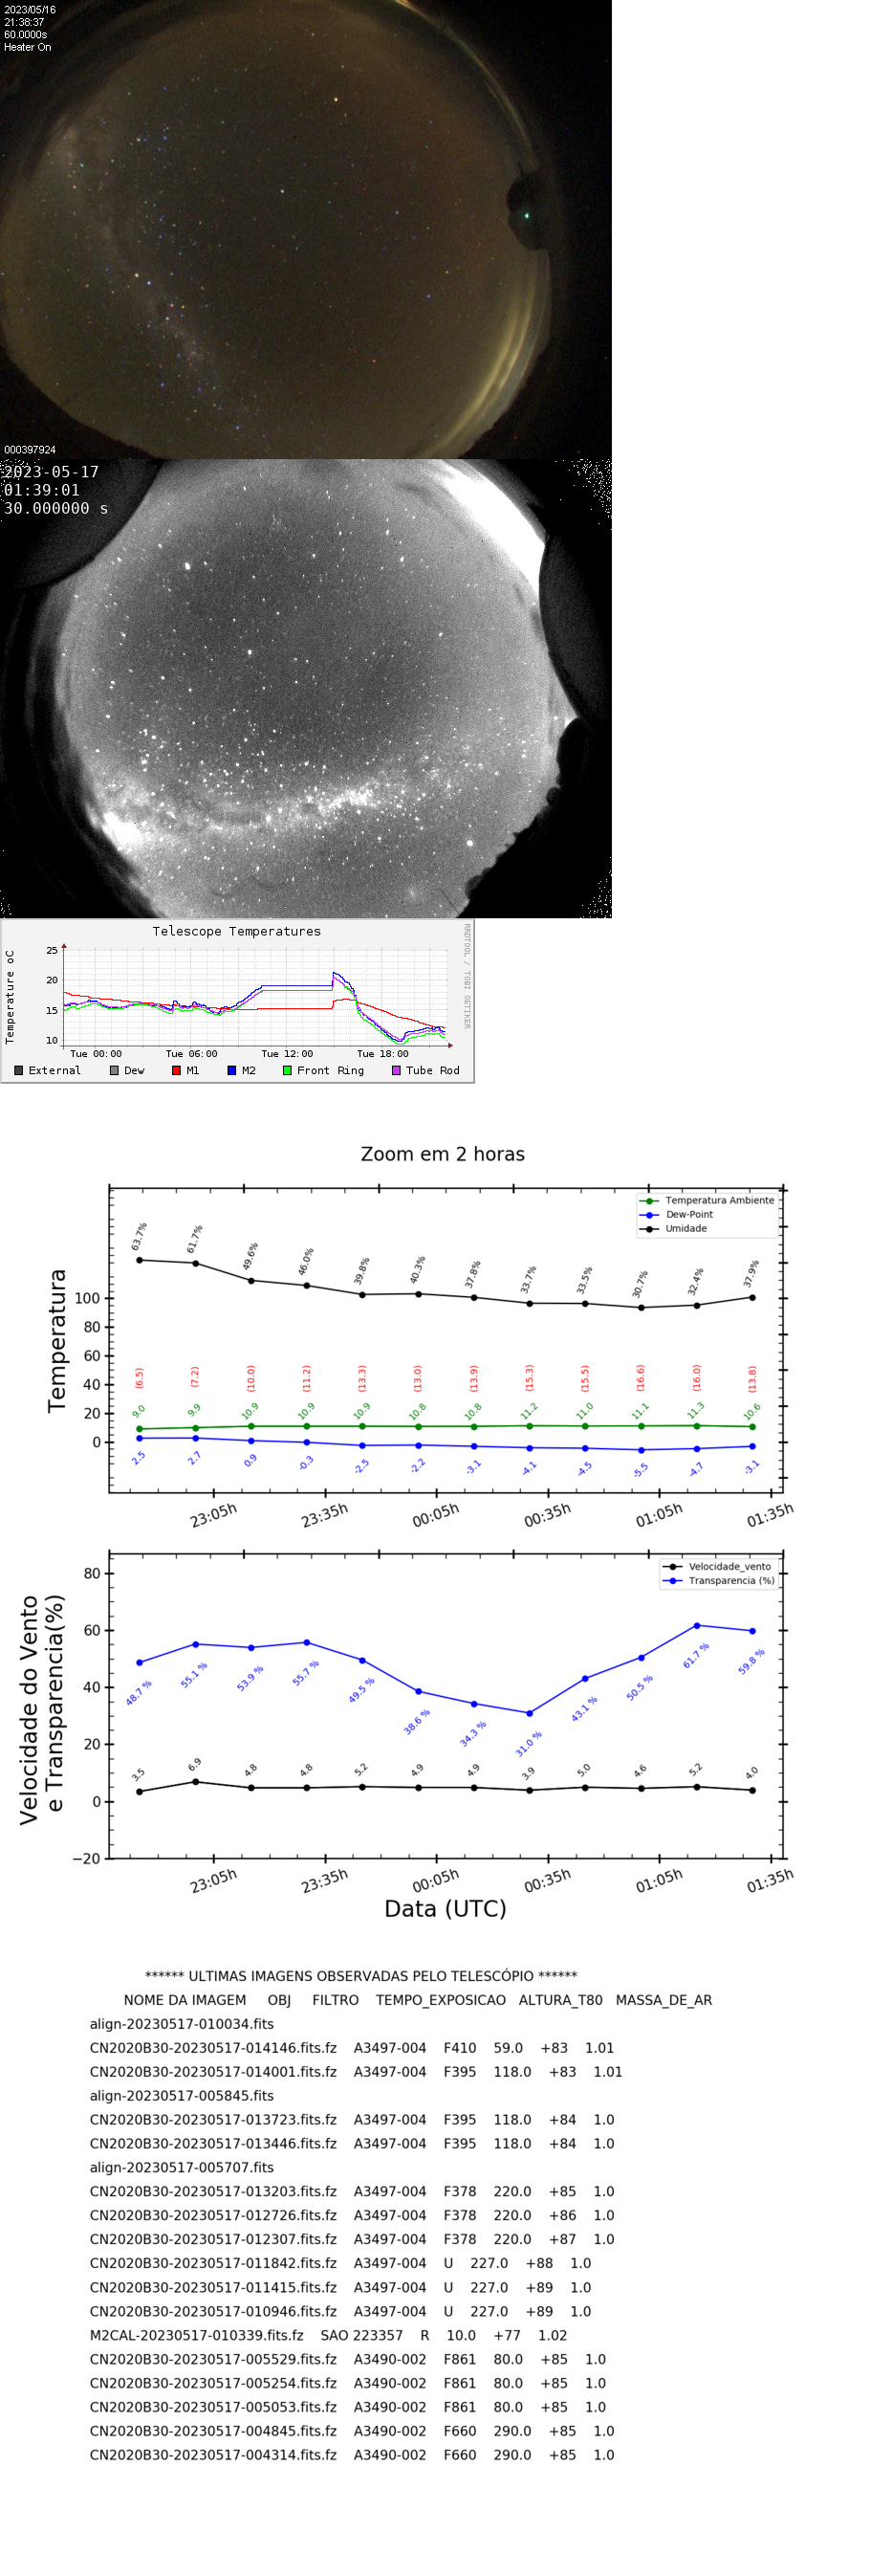 2023/05/16
21:38:37
60.0000s
Heater On
000397924
2023-05-17
01:39:01
30.000000 s
Telescope Temperatures
Temperature oC
25
20
15
10
Tue 00:00 Tue 06:00 Tue 12:00 Tue 18:00
External Dew M1 M2 Front Ring Tube Rod
RRDTOOL / TOBI OETIKER
Zoom em 2 horas
Temperatura Ambiente
Dew-Point
Umidade
Temperatura
63.7% 61.7% 49.6% 46.0% 39.8% 40.3% 37.8% 33.7% 33.5% 30.7% 32.4% 37.9%
100
80
60
40
20
0
(6.5) (7.2) (10.0) (11.2) (13.3) (13.0) (13.9) (15.3) (15.5) (16.6) (16.0) (13.8)
9.0 9.9 10.9 10.9 10.9 10.8 10.8 11.2 11.0 11.1 11.3 10.6
2.5 2.7 0.9 -0.3 -2.5 -2.2 -3.1 -4.1 -4.5 -5.5 -4.7 -3.1
23:05h 23:35h 00:05h 00:35h 01:05h 01:35h
Velocidade_vento
Transparencia (%)
Velocidade do Vento
e Transparencia(%)
80
60
40
20
0
−20
48.7 % 55.1 % 53.9 % 55.7 % 49.5 % 38.6 % 34.3 % 31.0 % 43.1 % 50.5 % 61.7 % 59.8 %
3.5 6.9 4.8 4.8 5.2 4.9 4.9 3.9 5.0 4.6 5.2 4.0
23:05h 23:35h 00:05h 00:35h 01:05h 01:35h
Data (UTC)
****** ULTIMAS IMAGENS OBSERVADAS PELO TELESCÓPIO ******
NOME DA IMAGEM OBJ FILTRO TEMPO_EXPOSICAO ALTURA_T80 MASSA_DE_AR
align-20230517-010034.fits
CN2020B30-20230517-014146.fits.fz A3497-004 F410 59.0 +83 1.01
CN2020B30-20230517-014001.fits.fz A3497-004 F395 118.0 +83 1.01
align-20230517-005845.fits
CN2020B30-20230517-013723.fits.fz A3497-004 F395 118.0 +84 1.0
CN2020B30-20230517-013446.fits.fz A3497-004 F395 118.0 +84 1.0
align-20230517-005707.fits
CN2020B30-20230517-013203.fits.fz A3497-004 F378 220.0 +85 1.0
CN2020B30-20230517-012726.fits.fz A3497-004 F378 220.0 +86 1.0
CN2020B30-20230517-012307.fits.fz A3497-004 F378 220.0 +87 1.0
CN2020B30-20230517-011842.fits.fz A3497-004 U 227.0 +88 1.0
CN2020B30-20230517-011415.fits.fz A3497-004 U 227.0 +89 1.0
CN2020B30-20230517-010946.fits.fz A3497-004 U 227.0 +89 1.0
M2CAL-20230517-010339.fits.fz SAO 223357 R 10.0 +77 1.02
CN2020B30-20230517-005529.fits.fz A3490-002 F861 80.0 +85 1.0
CN2020B30-20230517-005254.fits.fz A3490-002 F861 80.0 +85 1.0
CN2020B30-20230517-005053.fits.fz A3490-002 F861 80.0 +85 1.0
CN2020B30-20230517-004845.fits.fz A3490-002 F660 290.0 +85 1.0
CN2020B30-20230517-004314.fits.fz A3490-002 F660 290.0 +85 1.0